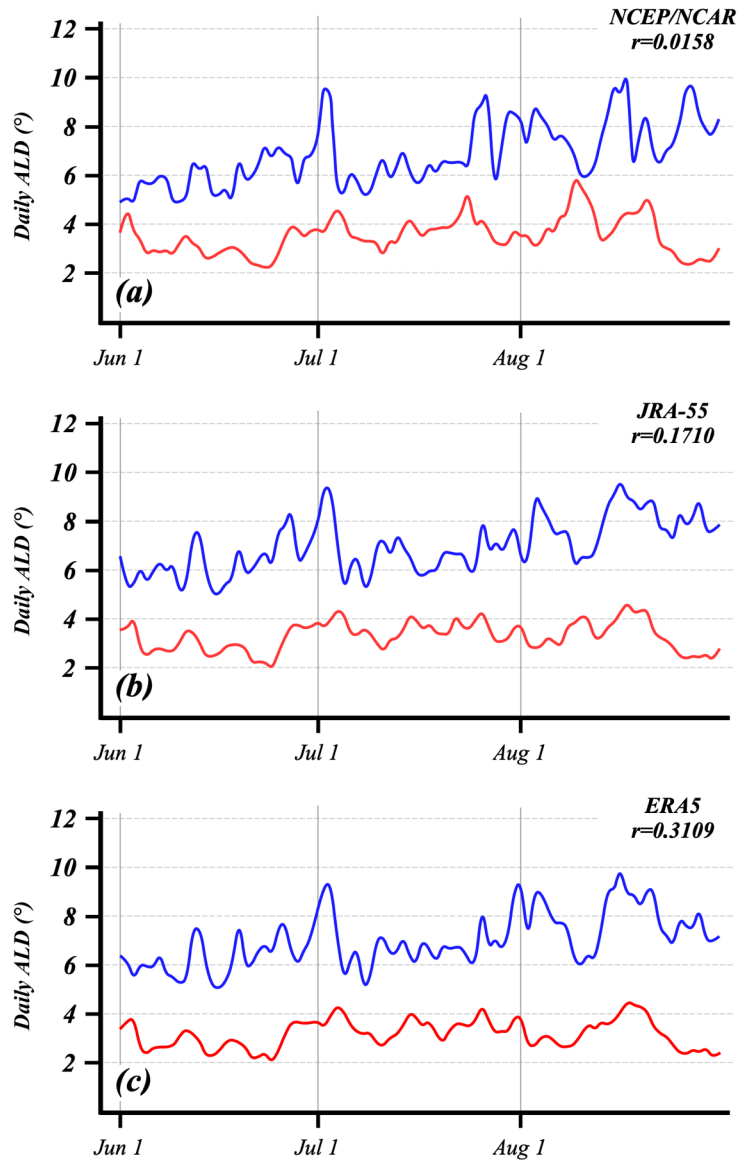 NCEP/NCAR
r=0.0158
12
10
8
6
4
2
Daily ALD (°)
(a)
Jun 1 Jul 1 Aug 1
JRA-55
r=0.1710
12
10
8
6
4
2
Daily ALD (°)
(b)
Jun 1 Jul 1 Aug 1
ERA5
r=0.3109
12
10
8
6
4
2
Daily ALD (°)
(c)
Jun 1 Jul 1 Aug 1